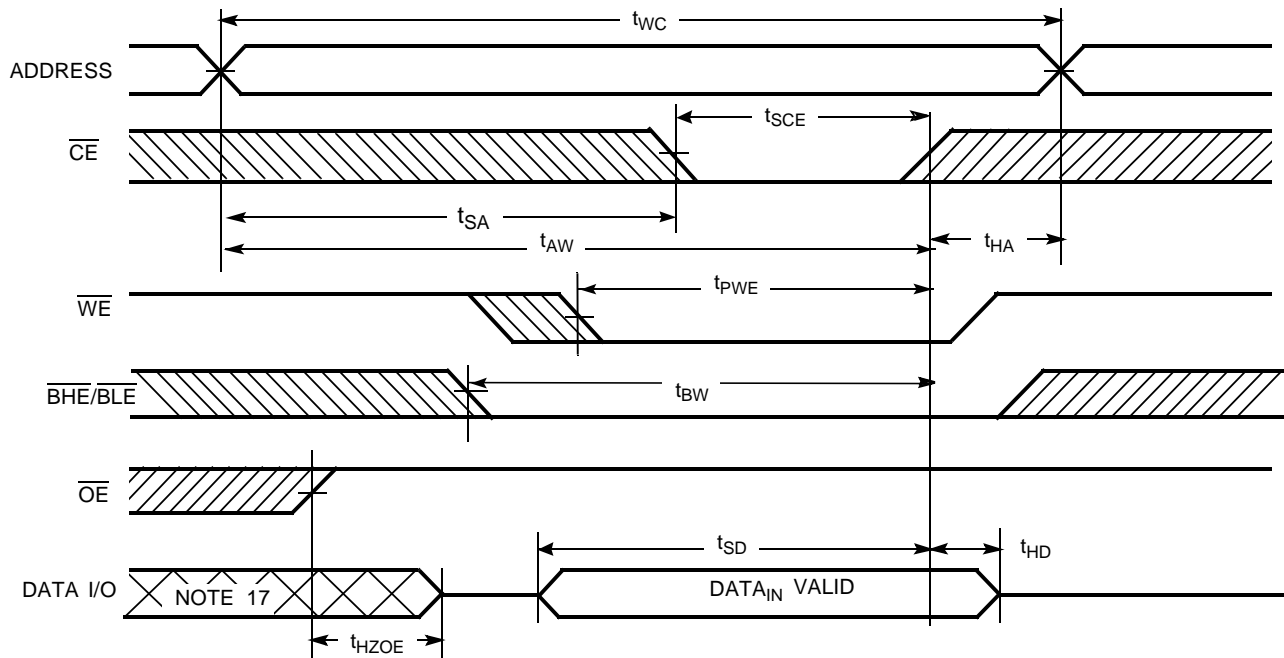 tWC
ADDRESS
tSCE
CE
tSA
tAW
tHA
tPWE
WE
tBW
BHE/BLE
OE
tSD
tHD
DATA I/O
NOTE 17
DATAIN VALID
tHZOE